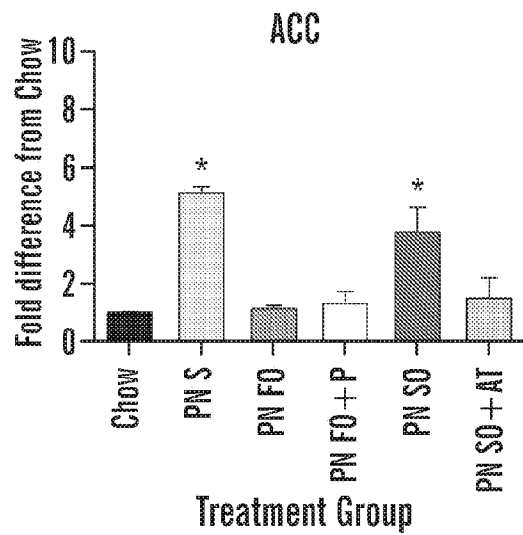 ACC
Fold difference from Chow
10
8
6
4
2
0
*
*
Chow
PN S
PN FO
PN FO+P
PN SO
PN SO+AT
Treatment Group